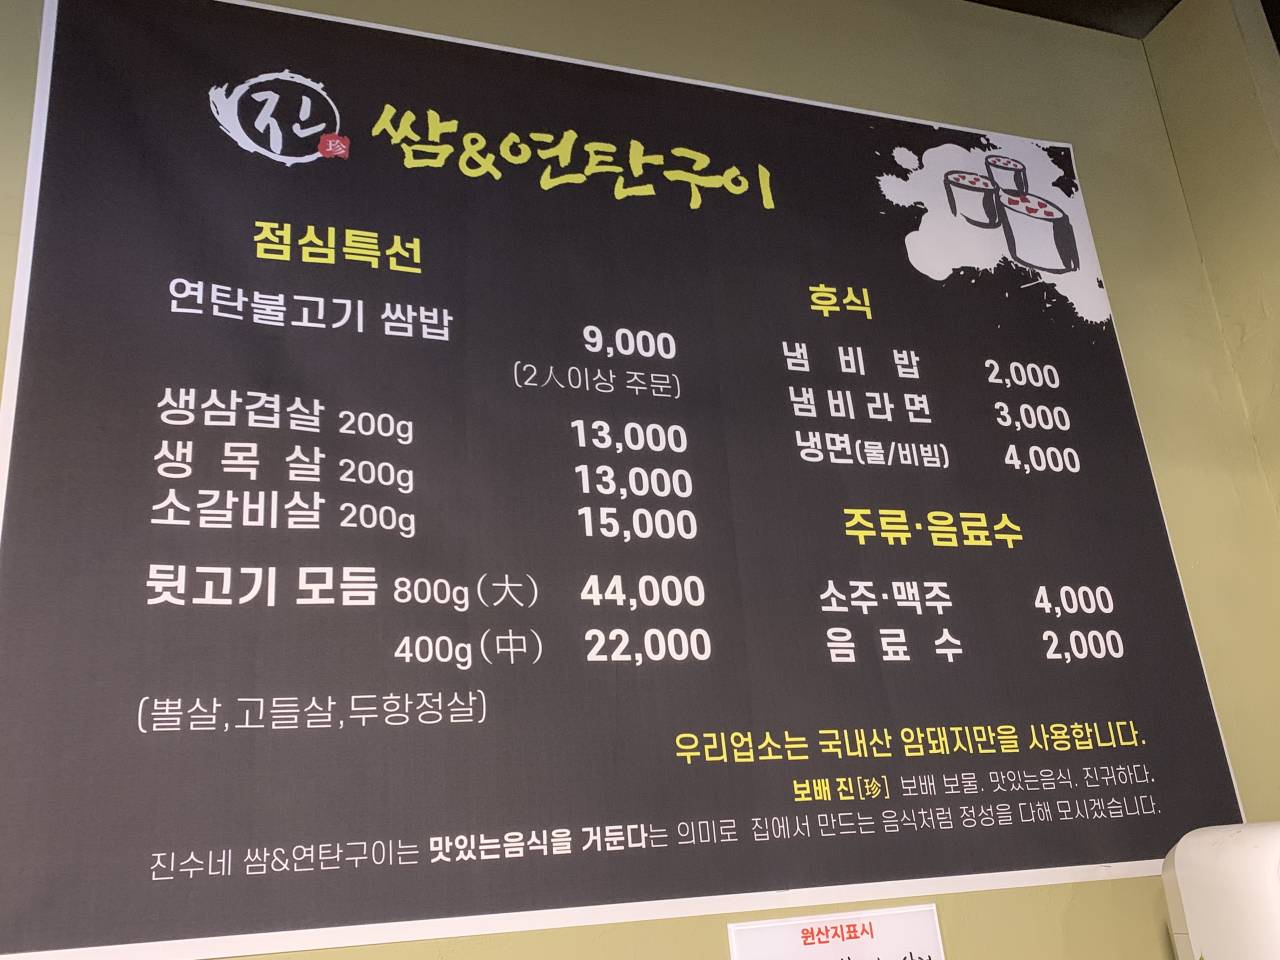 진 珍
쌈&연탄구이
점심특선
연탄불고기 쌈밥 9,000
(2人이상 주문)
생삼겹살 200g 13,000
생 목 살 200g 13,000
소갈비살 200g 15,000
뒷고기 모듬 800g(大) 44,000
400g(中) 22,000
(뽈살,고들살,두항정살)
후식
냄 비 밥 2,000
냄비라면 3,000
냉면(물/비빔) 4,000
주류·음료수
소주·맥주 4,000
음 료 수 2,000
우리업소는 국내산 암돼지만을 사용합니다.
보배 진[珍] 보배 보물. 맛있는음식. 진귀하다.
진수네 쌈&연탄구이는 맛있는음식을 거둔다는 의미로 집에서 만드는 음식처럼 정성을 다해 모시겠습니다.
원산지표시